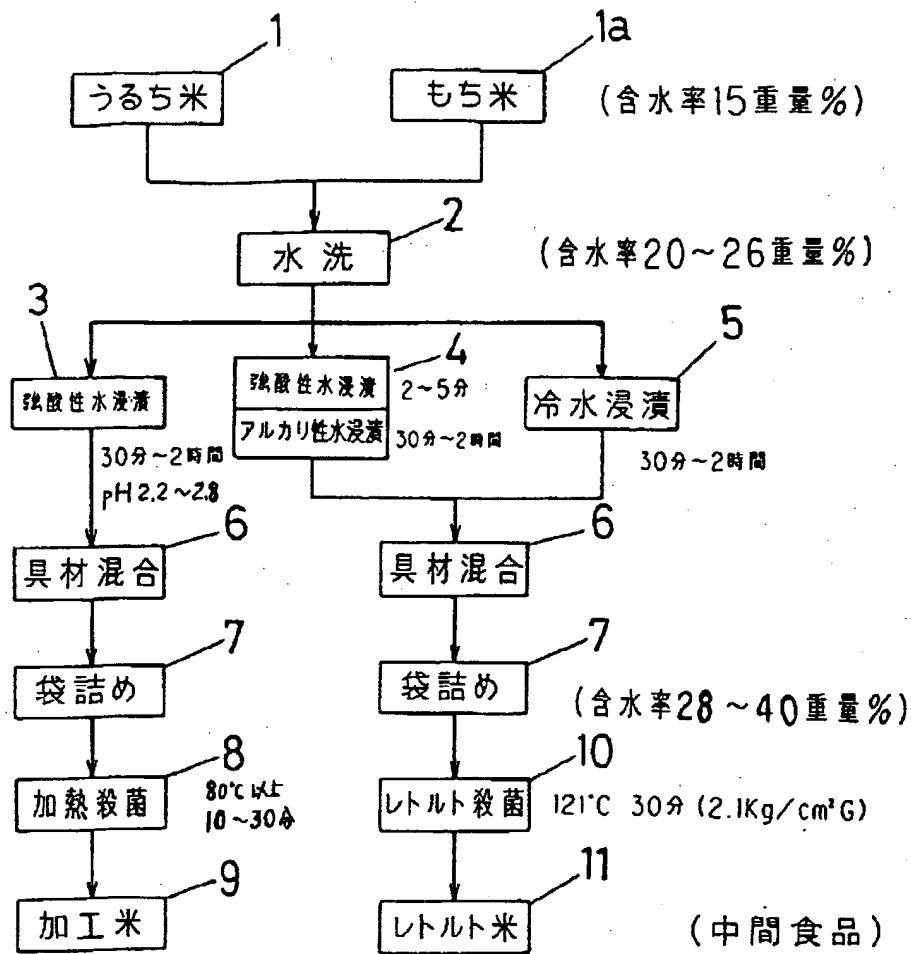 1
1a
うるち米
もち米
(含水率15重量%)
2
水洗
(含水率20~26重量%)
3
4
5
強酸性水浸漬
強酸性水浸漬
2~5分
アルカリ性水浸漬
30分~2時間
冷水浸漬
30分~2時間
30分~2時間
pH2.2~2.8
6
6
具材混合
具材混合
7
7
袋詰め
袋詰め
(含水率28~40重量%)
8
10
加熱殺菌
80℃以上
10~30分
レトルト殺菌
121℃ 30分 (2.1Kg/cm²G)
9
11
加工米
レトルト米
(中間食品)